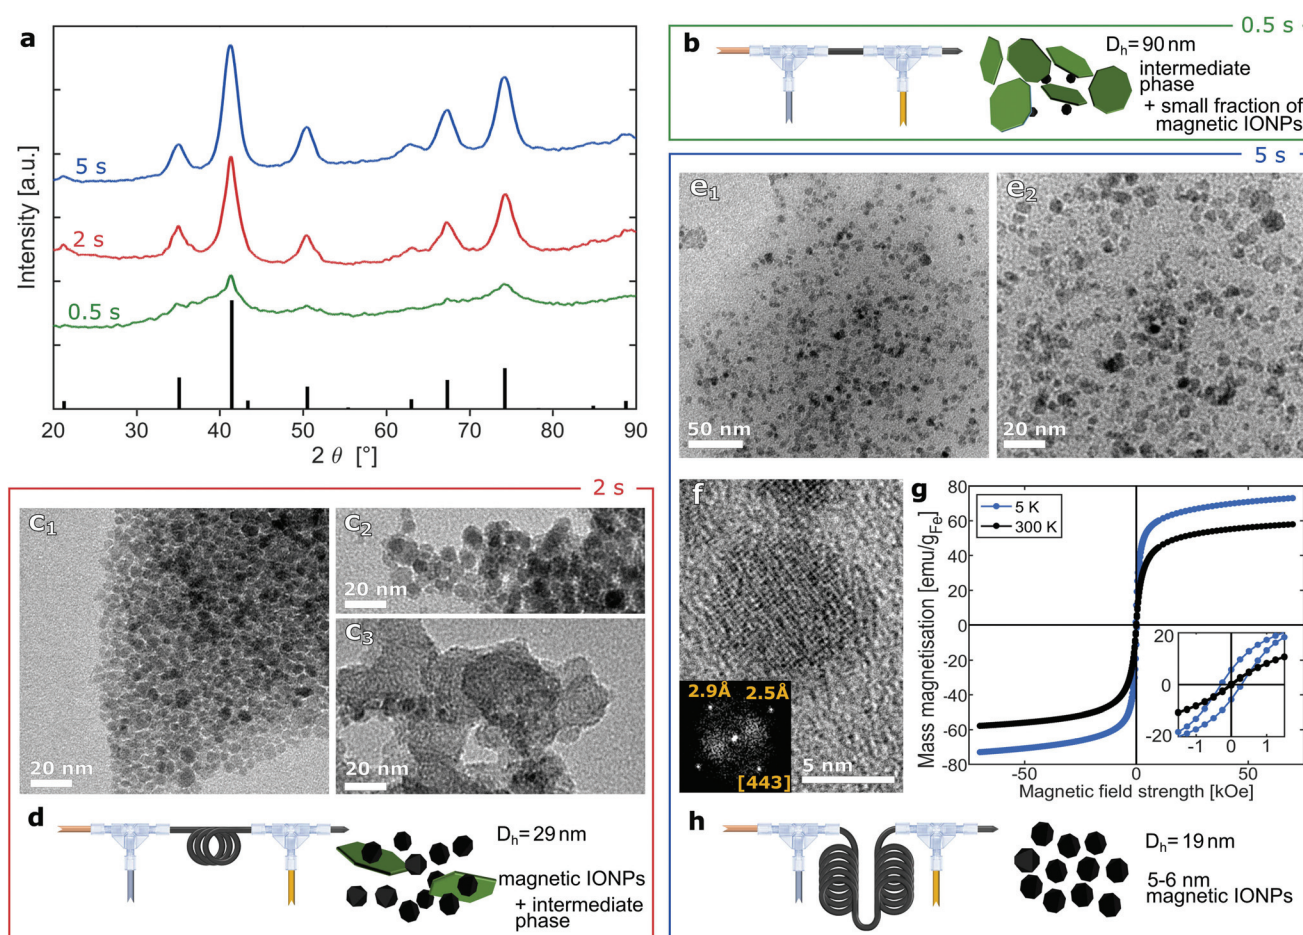 a
Intensity [a.u.]
5 s
2 s
0.5 s
20 30 40 50 60 70 80 90
2 θ [°]
0.5 s
b
Dh = 90 nm
intermediate
phase
+ small fraction of
magnetic IONPs
5 s
e1
50 nm
e2
20 nm
2 s
c1
20 nm
c2
20 nm
c3
20 nm
d
Dh = 29 nm
magnetic IONPs
+ intermediate
phase
f
2.9Å 2.5Å
[443]
5 nm
g
Mass magnetisation [emu/gFe]
80
60
40
20
0
-20
-40
-60
-80
5 K
300 K
20
0
-20
-1 0 1
-50 0 50
Magnetic field strength [kOe]
h
Dh = 19 nm
5-6 nm
magnetic IONPs